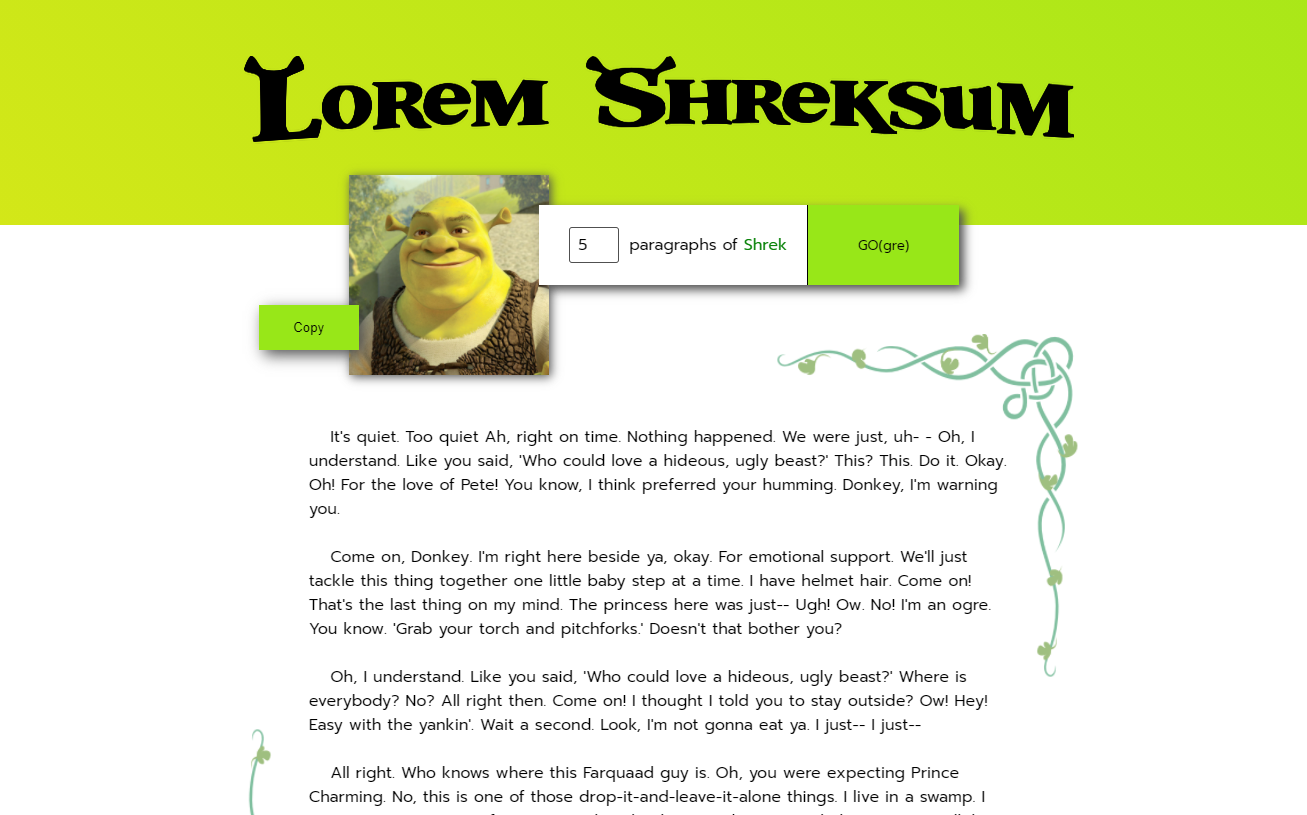 Lorem Shreksum
5 paragraphs of Shrek
GO(gre)
Copy
It's quiet. Too quiet Ah, right on time. Nothing happened. We were just, uh- - Oh, I
understand. Like you said, 'Who could love a hideous, ugly beast?' This? This. Do it. Okay.
Oh! For the love of Pete! You know, I think preferred your humming. Donkey, I'm warning
you.
Come on, Donkey. I'm right here beside ya, okay. For emotional support. We'll just
tackle this thing together one little baby step at a time. I have helmet hair. Come on!
That's the last thing on my mind. The princess here was just-- Ugh! Ow. No! I'm an ogre.
You know. 'Grab your torch and pitchforks.' Doesn't that bother you?
Oh, I understand. Like you said, 'Who could love a hideous, ugly beast?' Where is
everybody? No? All right then. Come on! I thought I told you to stay outside? Ow! Hey!
Easy with the yankin'. Wait a second. Look, I'm not gonna eat ya. I just-- I just--
All right. Who knows where this Farquaad guy is. Oh, you were expecting Prince
Charming. No, this is one of those drop-it-and-leave-it-alone things. I live in a swamp. I